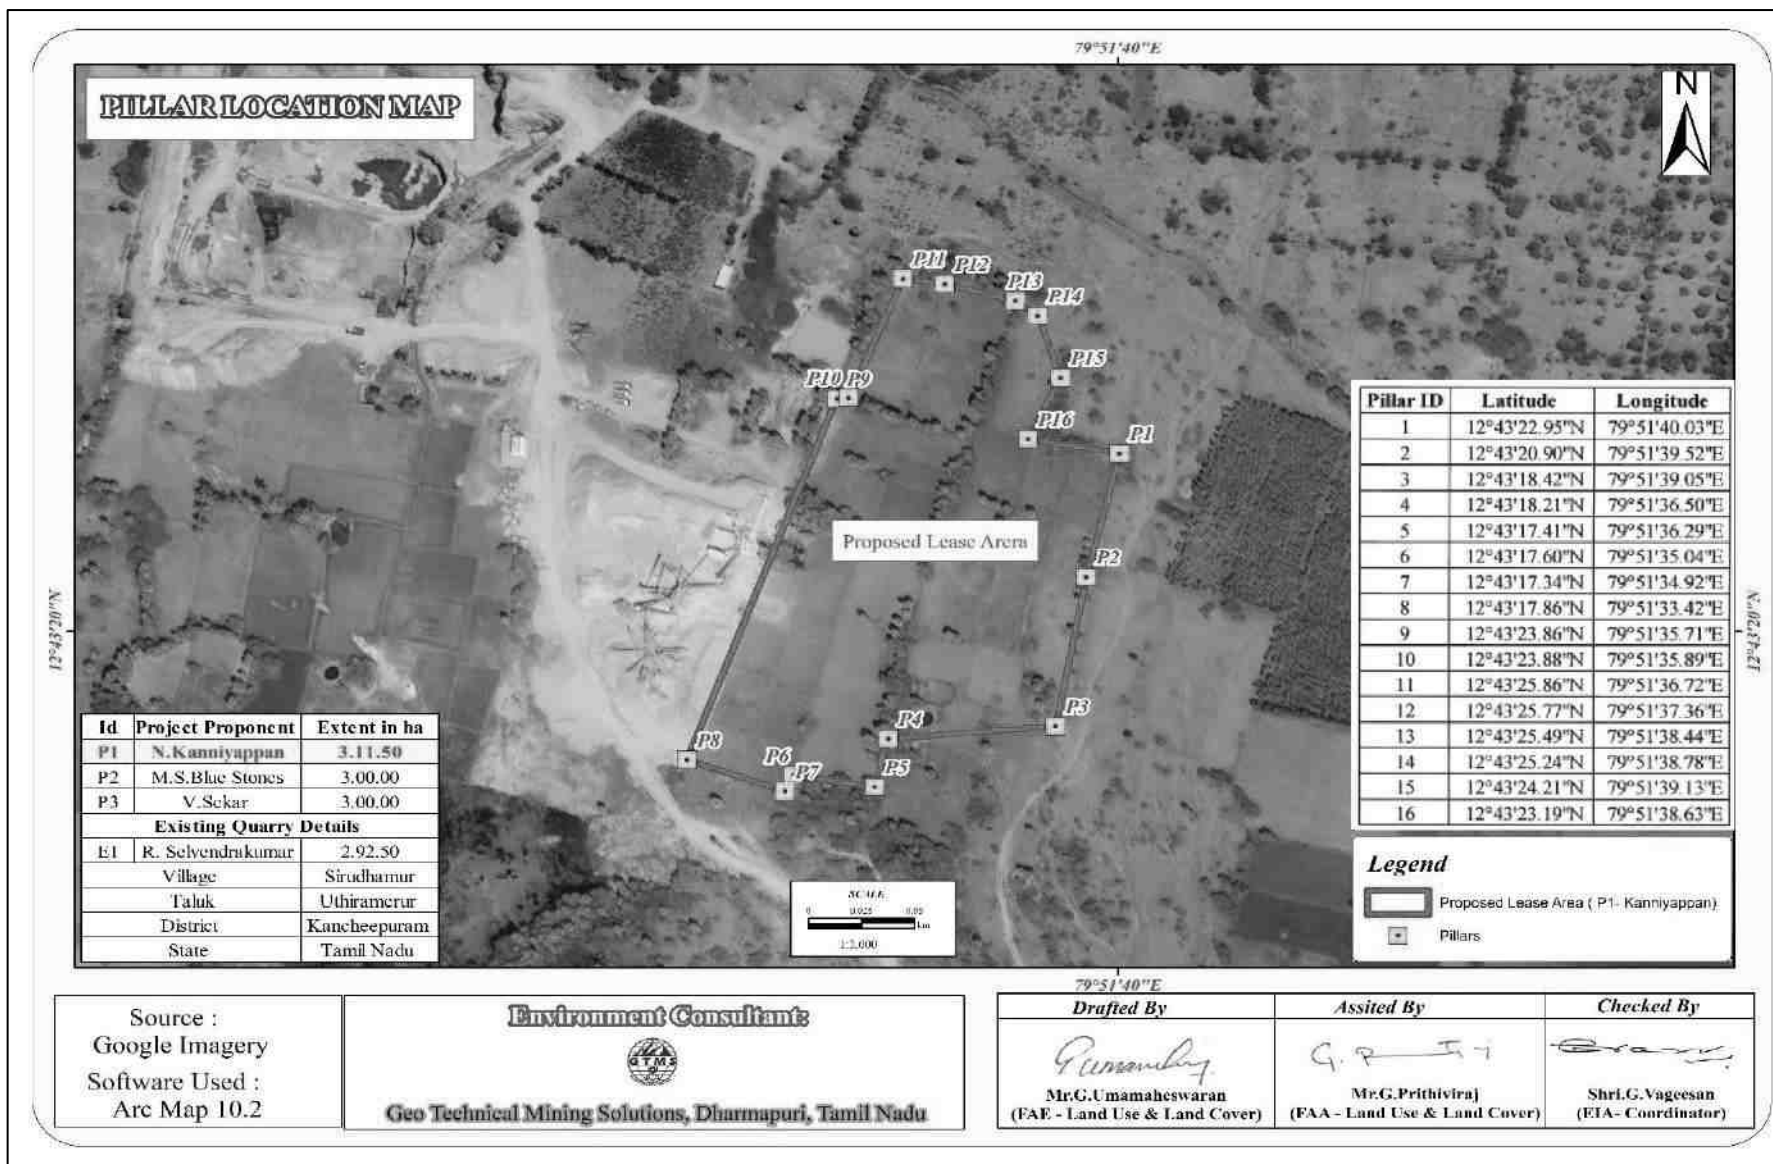 79°51'40"E
PILLAR LOCATION MAP
N
P11
P12
P13
P14
P15
P10
P9
P16
P1
Proposed Lease Arera
P2
P3
P4
P8
P6
P7
P5
12°43'20"N
12°43'20"N
Pillar ID Latitude Longitude
1 12°43'22.95"N 79°51'40.03"E
2 12°43'20.90"N 79°51'39.52"E
3 12°43'18.42"N 79°51'39.05"E
4 12°43'18.21"N 79°51'36.50"E
5 12°43'17.41"N 79°51'36.29"E
6 12°43'17.60"N 79°51'35.04"E
7 12°43'17.34"N 79°51'34.92"E
8 12°43'17.86"N 79°51'33.42"E
9 12°43'23.86"N 79°51'35.71"E
10 12°43'23.88"N 79°51'35.89"E
11 12°43'25.86"N 79°51'36.72"E
12 12°43'25.77"N 79°51'37.36"E
13 12°43'25.49"N 79°51'38.44"E
14 12°43'25.24"N 79°51'38.78"E
15 12°43'24.21"N 79°51'39.13"E
16 12°43'23.19"N 79°51'38.63"E
Id Project Proponent Extent in ha
P1 N.Kanniyappan 3.11.50
P2 M.S.Blue Stones 3.00.00
P3 V.Sekar 3.00.00
Existing Quarry Details
E1 R. Selvendrakumar 2.92.50
Village Sirudhamur
Taluk Uthiramerur
District Kancheepuram
State Tamil Nadu
SCALE
0 0.025 0.05
km
1:2,000
Legend
Proposed Lease Area ( P1- Kanniyappan)
Pillars
79°51'40"E
Source :
Google Imagery
Software Used :
Arc Map 10.2
Environment Consultant:
GTMS
Geo Technical Mining Solutions, Dharmapuri, Tamil Nadu
Drafted By Assited By Checked By
Mr.G.Umamaheswaran
(FAE - Land Use & Land Cover)
Mr.G.Prithiviraj
(FAA - Land Use & Land Cover)
Shri.G.Vageesan
(EIA- Coordinator)